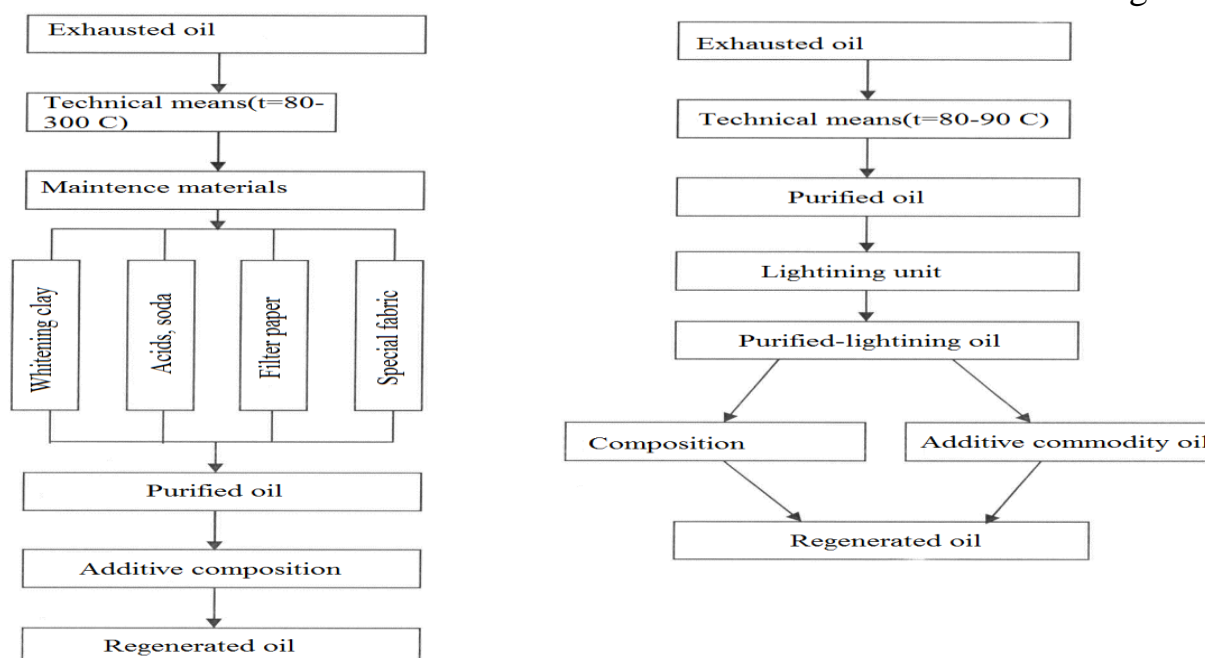 Exhausted oil
Technical means(t=80-
300 C)
Maintence materials
Whitening clay
Acids, soda
Filter paper
Special fabric
Purified oil
Additive composition
Regenerated oil
Exhausted oil
Technical means(t=80-90 C)
Purified oil
Lightining unit
Purified-lightining oil
Composition
Additive commodity oil
Regenerated oil